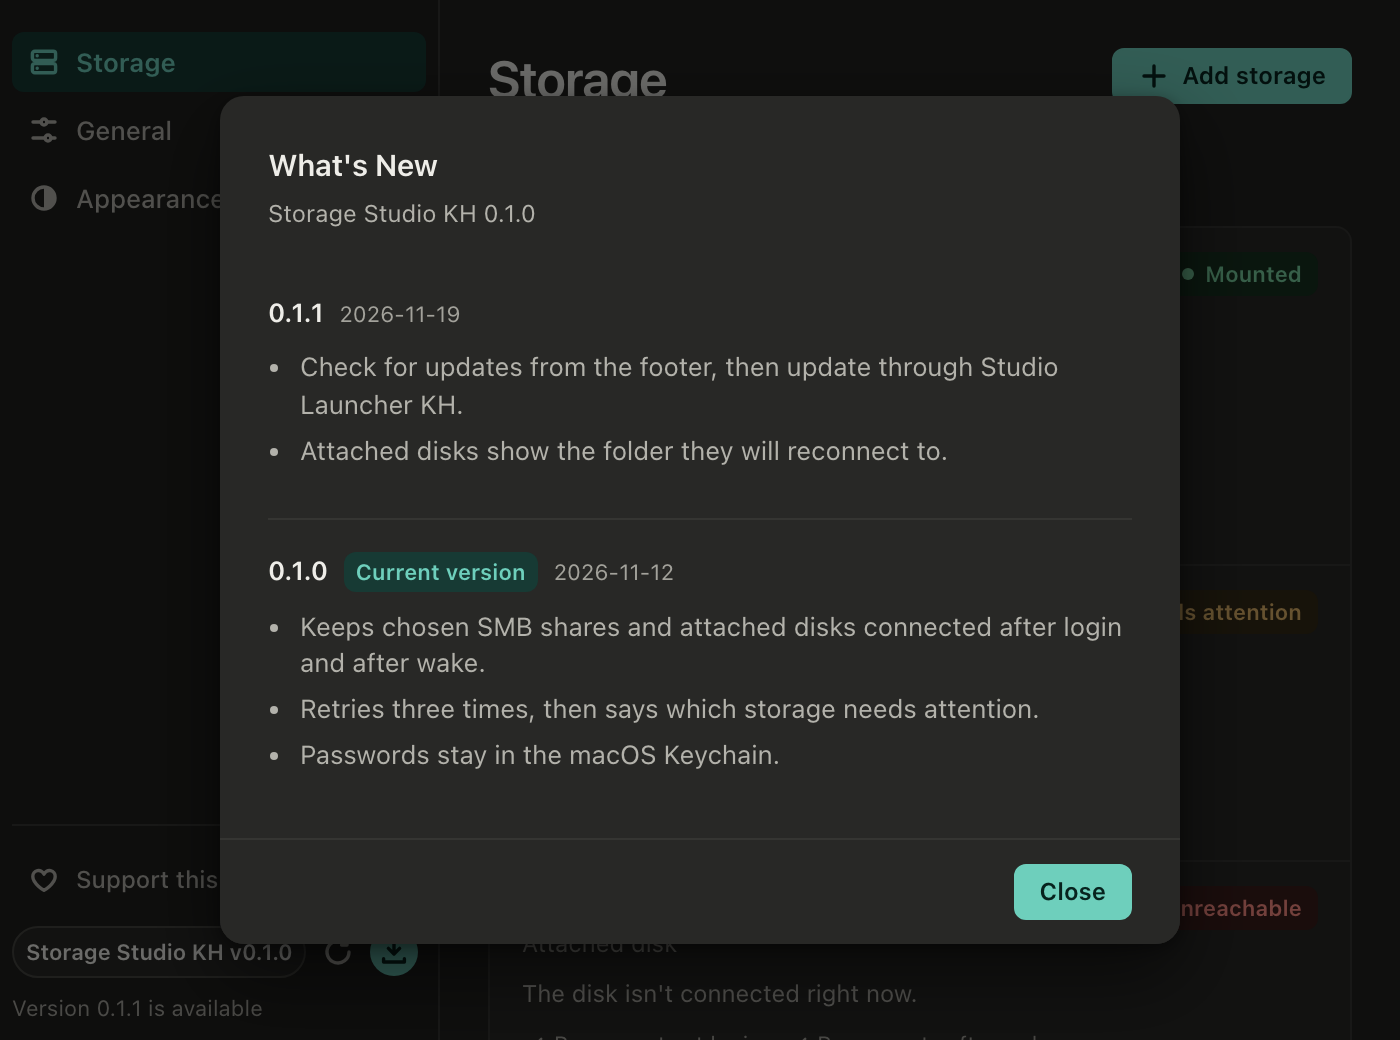 Storage
General
Appearance
Storage
Add storage
What's New
Storage Studio KH 0.1.0
0.1.1 2026-11-19
Check for updates from the footer, then update through Studio
Launcher KH.
Attached disks show the folder they will reconnect to.
0.1.0 Current version 2026-11-12
Keeps chosen SMB shares and attached disks connected after login
and after wake.
Retries three times, then says which storage needs attention.
Passwords stay in the macOS Keychain.
Close
Mounted
attention
Support this
Storage Studio KH v0.1.0
Version 0.1.1 is available
Attached disk
The disk isn't connected right now.